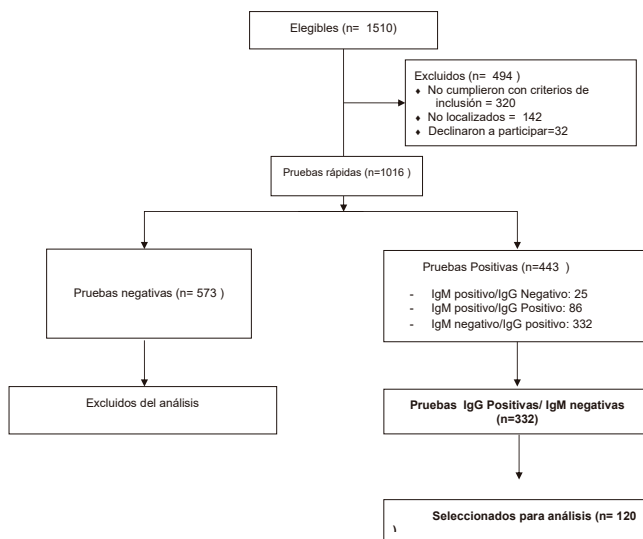 Elegibles (n=  1510)
Excluidos (n=  494 )
♦ No cumplieron con criterios de
inclusión = 320
♦ No localizados =  142
♦ Declinaron a participar=32
Pruebas rápidas (n=1016 )
Pruebas negativas (n= 573 )
Pruebas Positivas (n=443  )
- IgM positivo/IgG Negativo: 25
- IgM positivo/IgG Positivo: 86
- IgM negativo/IgG positivo: 332
Excluidos del análisis
Pruebas  IgG Positivas/ IgM negativas
(n=332)
Seleccionados para análisis (n= 120
)